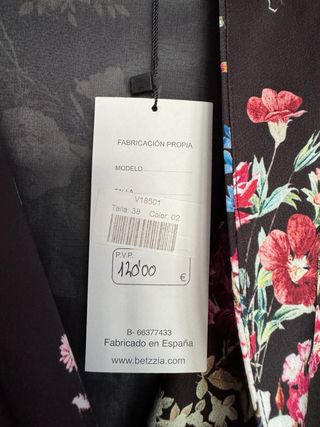 FABRICACIÓN PROPIA
MODELO
V18501
Talla: 38 Color: 02
P.V.P.
120'00 €
B- 66377433
Fabricado en España
www.betzzia.com